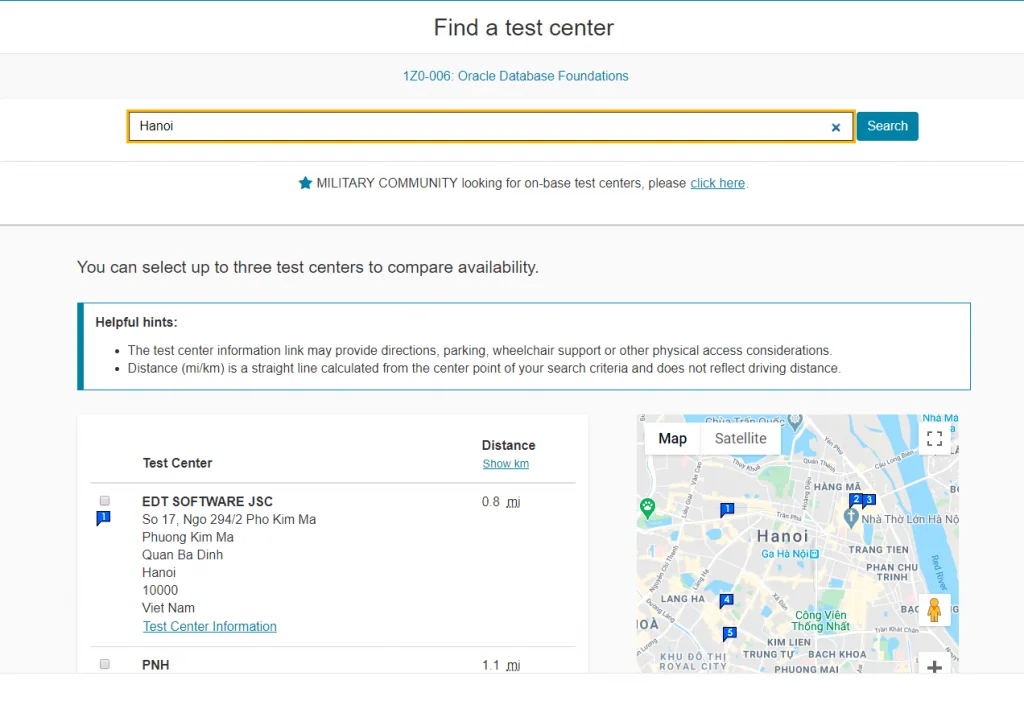 Find a test center
1Z0-006: Oracle Database Foundations
Hanoi
×
Search
MILITARY COMMUNITY looking for on-base test centers, please click here.
You can select up to three test centers to compare availability.
Helpful hints:
• The test center information link may provide directions, parking, wheelchair support or other physical access considerations.
• Distance (mi/km) is a straight line calculated from the center point of your search criteria and does not reflect driving distance.
Test Center
Distance
Show km
EDT SOFTWARE JSC
0.8 mi
1
So 17, Ngo 294/2 Pho Kim Ma
Phuong Kim Ma
Quan Ba Dinh
Hanoi
10000
Viet Nam
Test Center Information
PNH
1.1 mi
Chùa Trấn Quốc
Map
Satellite
Quán Thánh
HÀNG MÃ
1
2
3
Trần Phú
Nhà Thờ Lớn Hà Nộ
Hanoi
Ga Hà Nội
TRANG TIEN
PHAN CHU
TRINH
Red River
LANG HA
4
Công Viên
Thống Nhất
5
KIM LIEN
KHU ĐÔ THỊ
ROYAL CITY
TRUNG TU
BACH KHOA
PHUONG MAI
+